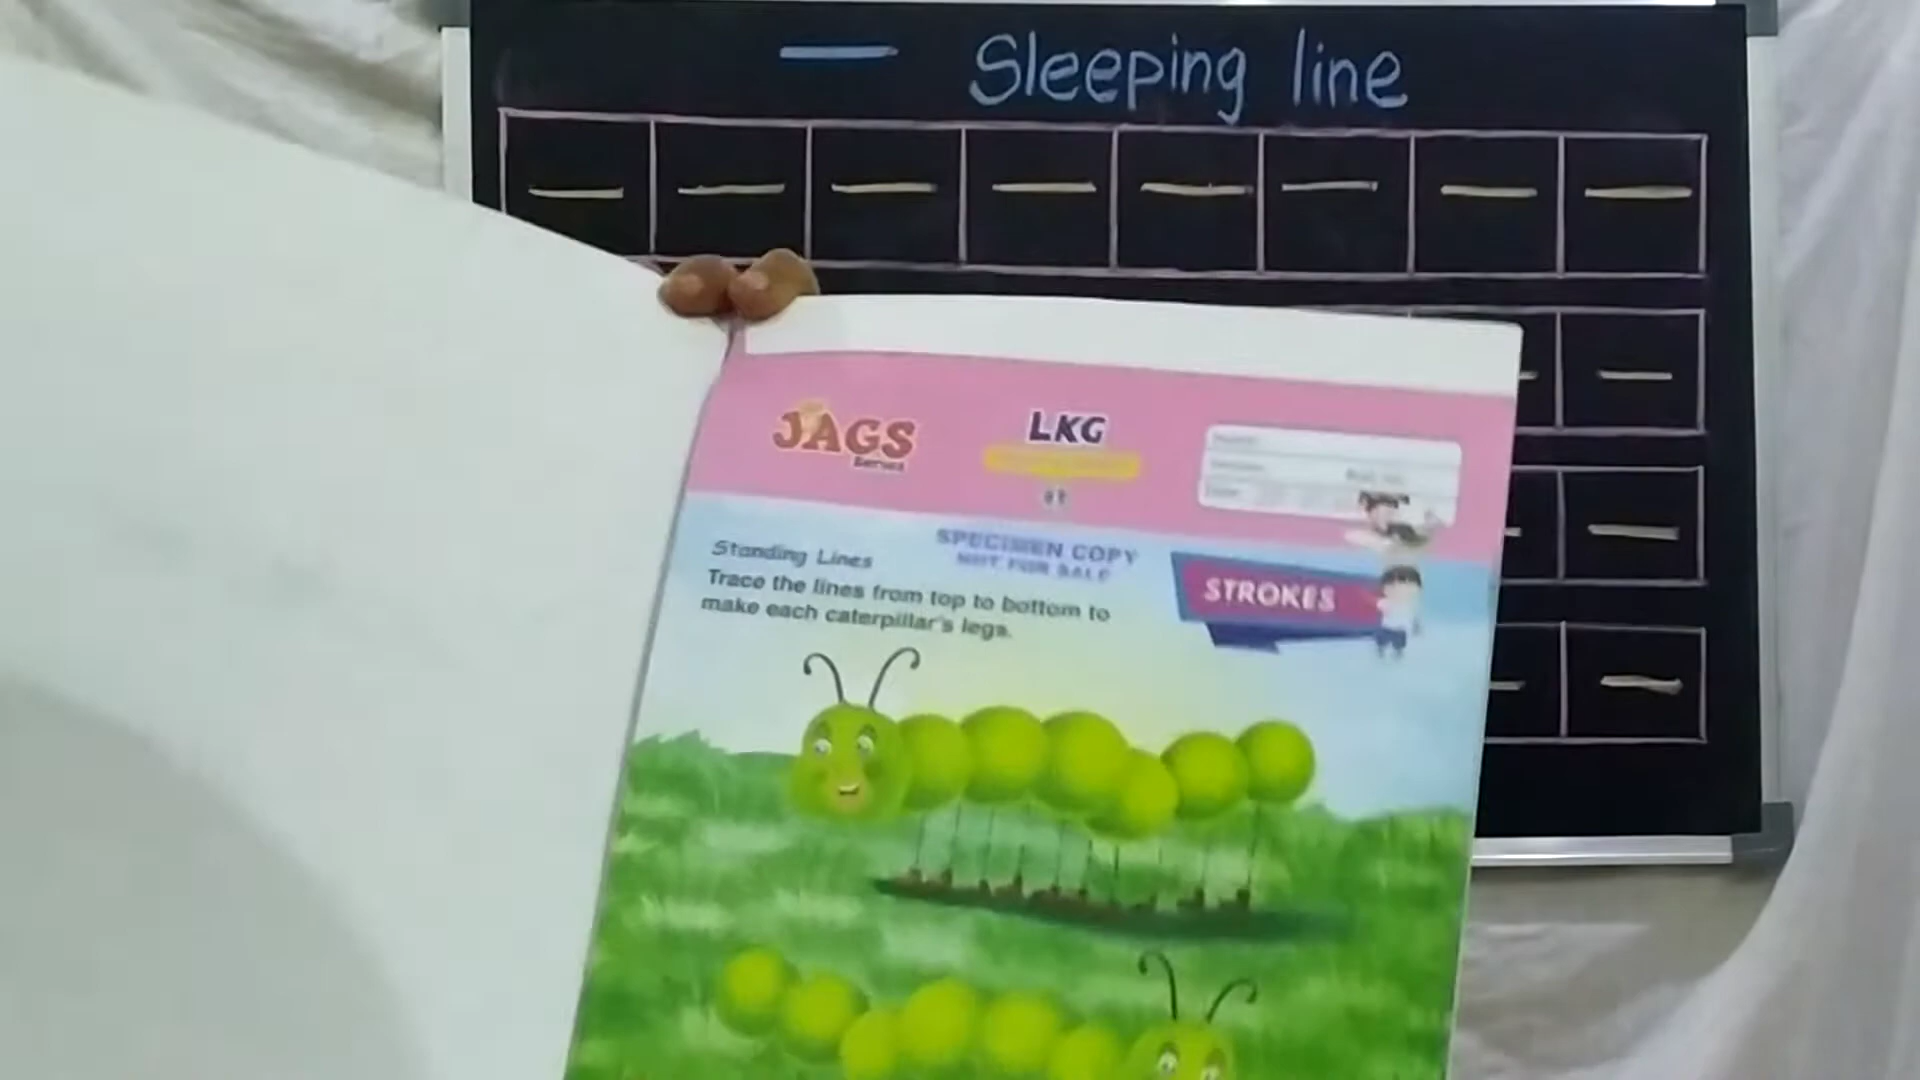 Sleeping line
JAGS
Series
LKG
Standing Lines
SPECIMEN COPY
NOT FOR SALE
STROKES
Trace the lines from top to bottom to
make each caterpillar's legs.